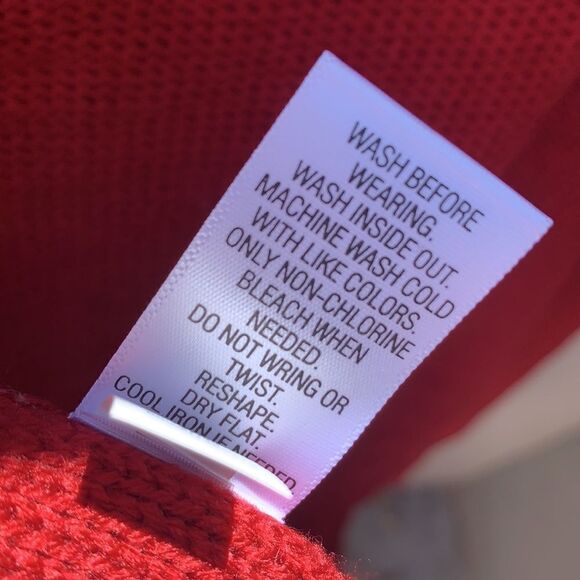 WASH BEFORE
WEARING.
WASH INSIDE OUT.
MACHINE WASH COLD
WITH LIKE COLORS.
ONLY NON-CHLORINE
BLEACH WHEN
NEEDED.
DO NOT WRING OR
TWIST.
RESHAPE.
DRY FLAT.
COOL IRON IF NEEDED